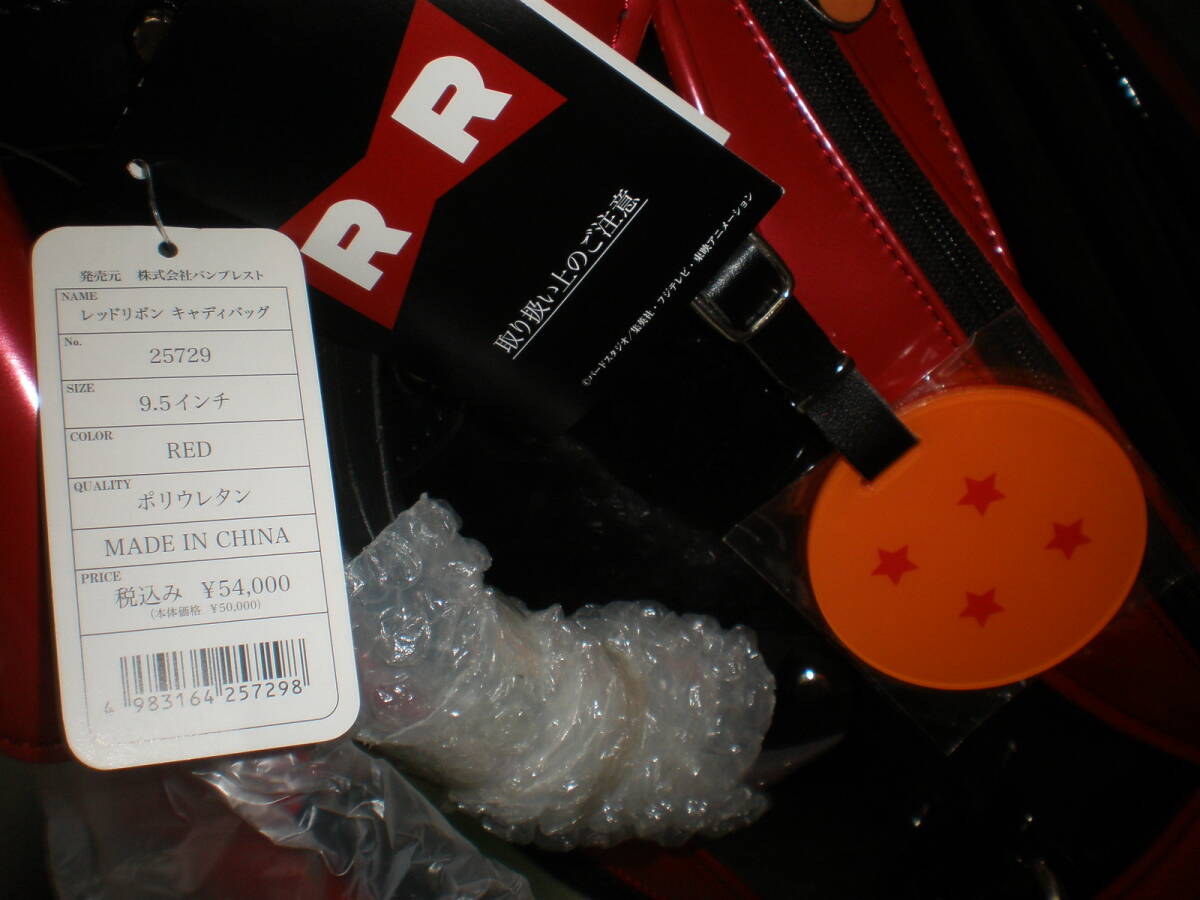 発売元 株式会社バンプレスト
NAME
レッドリボン キャディバッグ
No.
25729
SIZE
9.5インチ
COLOR
RED
QUALITY
ポリウレタン
MADE IN CHINA
PRICE
税込み ¥54,000
(本体価格 ¥50,000)
4 983164 257298
R
R
取り扱い上のご注意
©バードスタジオ/集英社・フジテレビ・東映アニメーション